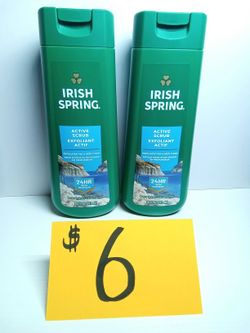 IRISH
SPRING
ACTIVE
SCRUB
EXFOLIANT
ACTIF
24HR
IRISH
SPRING
ACTIVE
SCRUB
EXFOLIANT
ACTIF
24HR
$6